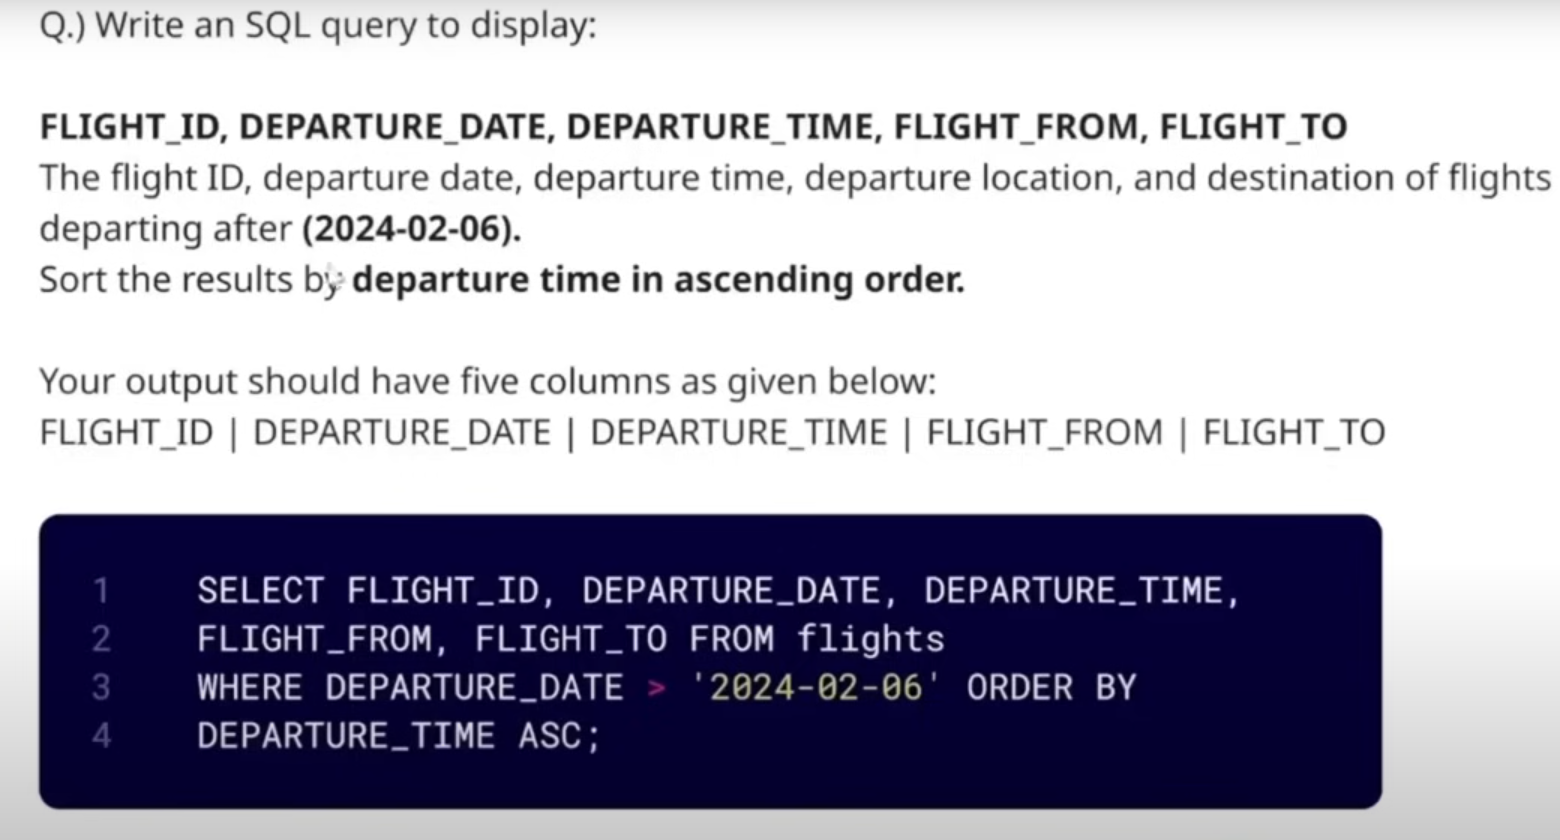 Q.) Write an SQL query to display:
FLIGHT_ID, DEPARTURE_DATE, DEPARTURE_TIME, FLIGHT_FROM, FLIGHT_TO
The flight ID, departure date, departure time, departure location, and destination of flights
departing after (2024-02-06).
Sort the results by departure time in ascending order.
Your output should have five columns as given below:
FLIGHT_ID | DEPARTURE_DATE | DEPARTURE_TIME | FLIGHT_FROM | FLIGHT_TO
1 SELECT FLIGHT_ID, DEPARTURE_DATE, DEPARTURE_TIME,
2 FLIGHT_FROM, FLIGHT_TO FROM flights
3 WHERE DEPARTURE_DATE > '2024-02-06' ORDER BY
4 DEPARTURE_TIME ASC;